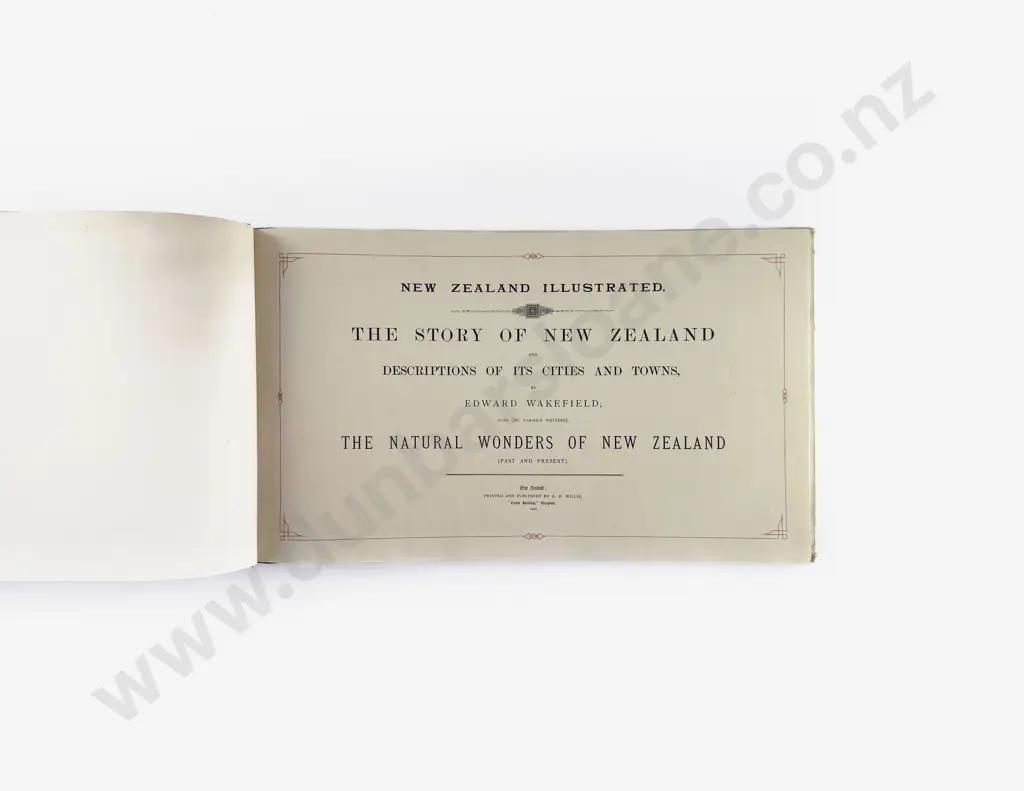 NEW ZEALAND ILLUSTRATED.
THE STORY OF NEW ZEALAND
AND
DESCRIPTIONS OF ITS CITIES AND TOWNS,
BY
EDWARD WAKEFIELD;
ALSO (BY VARIOUS WRITERS),
THE NATURAL WONDERS OF NEW ZEALAND
(PAST AND PRESENT).
New Zealand:
PRINTED AND PUBLISHED BY A. D. WILLIS,
Wanganui.
www.dunbarsloane.co.nz